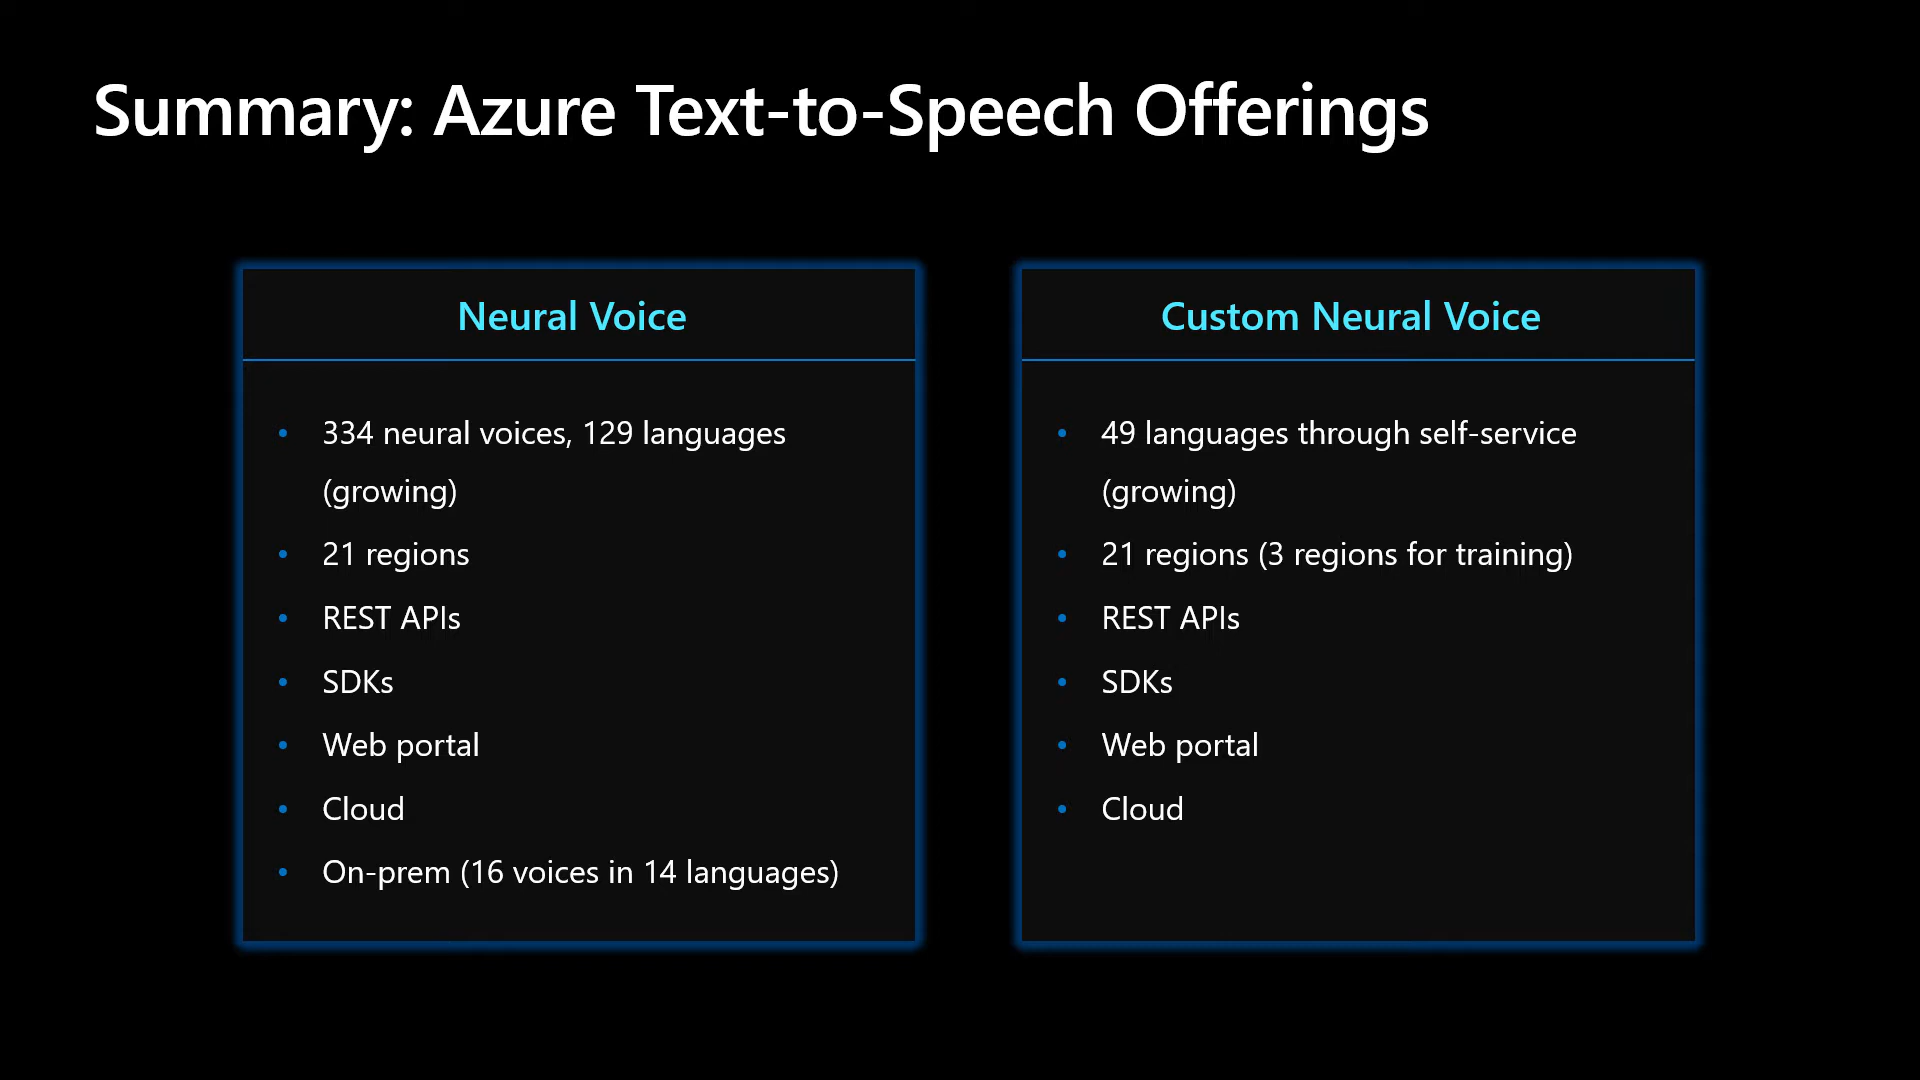 Summary: Azure Text-to-Speech Offerings
Neural Voice
• 334 neural voices, 129 languages
(growing)
• 21 regions
• REST APIs
• SDKs
• Web portal
• Cloud
• On-prem (16 voices in 14 languages)
Custom Neural Voice
• 49 languages through self-service
(growing)
• 21 regions (3 regions for training)
• REST APIs
• SDKs
• Web portal
• Cloud